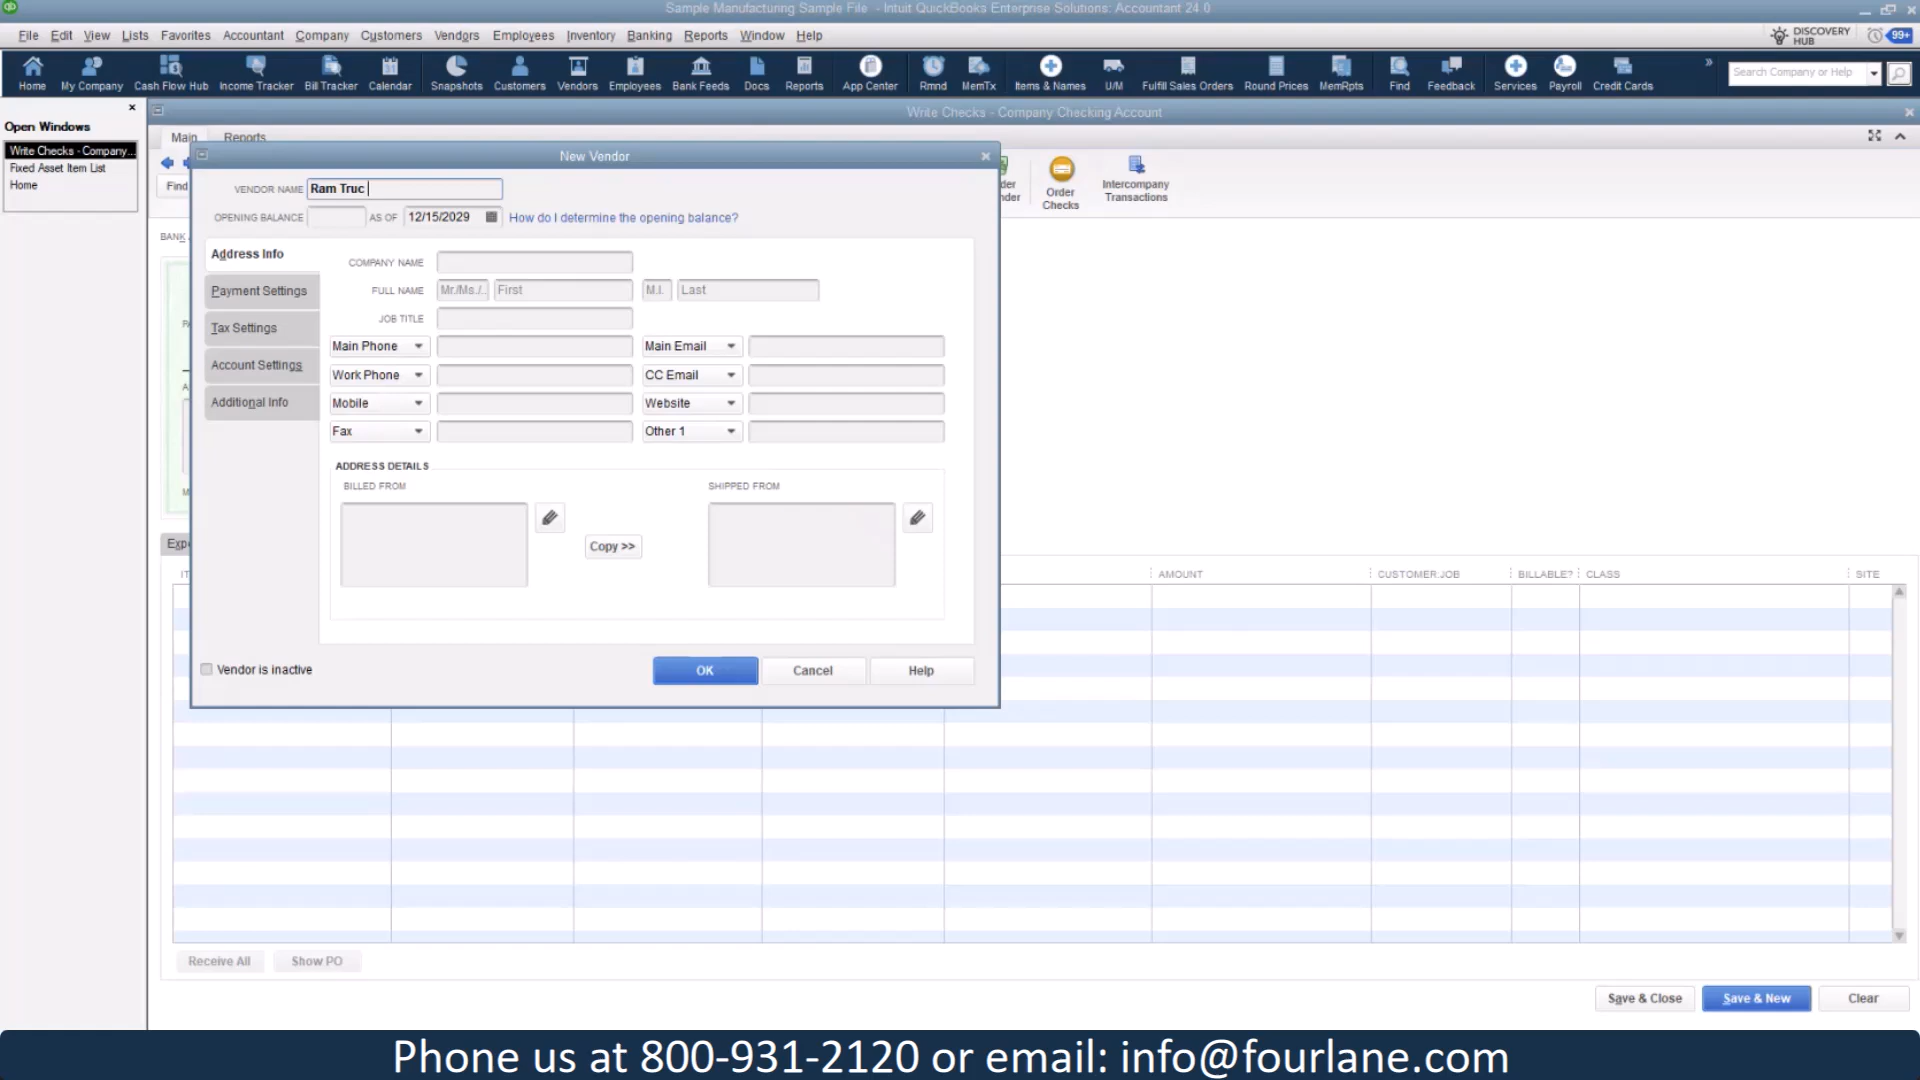 Sample Manufacturing Sample File - Intuit QuickBooks Enterprise Solutions: Accountant 24.0
File Edit View Lists Favorites Accountant Company Customers Vendors Employees Inventory Banking Reports Window Help
DISCOVERY HUB 99+
Home My Company Cash Flow Hub Income Tracker Bill Tracker Calendar Snapshots Customers Vendors Employees Bank Feeds Docs Reports App Center Rmnd MemTx Items & Names U/M Fulfill Sales Orders Round Prices MemRpts Find Feedback Services Payroll Credit Cards » Search Company or Help
Open Windows
Write Checks - Company...
Fixed Asset Item List
Home
Write Checks - Company Checking Account
Main Reports
Find
Order Checks
Intercompany Transactions
BANK
New Vendor
VENDOR NAME Ram Truc
OPENING BALANCE AS OF 12/15/2029 How do I determine the opening balance?
Address Info
Payment Settings
Tax Settings
Account Settings
Additional Info
COMPANY NAME
FULL NAME Mr./Ms./.. First M.I. Last
JOB TITLE
Main Phone Main Email
Work Phone CC Email
Mobile Website
Fax Other 1
ADDRESS DETAILS
BILLED FROM SHIPPED FROM
Copy >>
Vendor is inactive
OK Cancel Help
Exp
AMOUNT CUSTOMER:JOB BILLABLE? CLASS SITE
Receive All Show PO
Save & Close Save & New Clear
Phone us at 800-931-2120 or email: info@fourlane.com